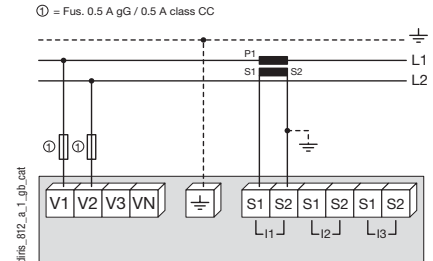 ① = Fus. 0.5 A gG / 0.5 A class CC
P1
L1
S1 S2
L2
① ①
V1 V2 V3 VN S1 S2 S1 S2 S1 S2
I1 I2 I3
diris_812_a_1_gb_cat